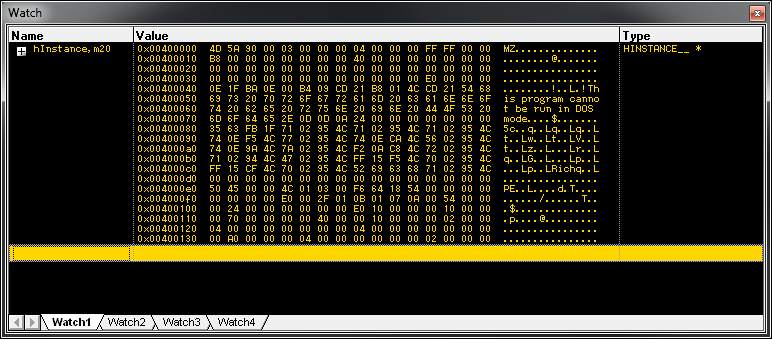 Watch
Name Value Type
hInstance,m20 0x00400000 4D 5A 90 00 03 00 00 00 04 00 00 00 FF FF 00 00 MZ.............. HINSTANCE__ *
0x00400010 B8 00 00 00 00 00 00 00 40 00 00 00 00 00 00 00 ........@.......
0x00400020 00 00 00 00 00 00 00 00 00 00 00 00 00 00 00 00 ................
0x00400030 00 00 00 00 00 00 00 00 00 00 00 00 E0 00 00 00 ................
0x00400040 0E 1F BA 0E 00 B4 09 CD 21 B8 01 4C CD 21 54 68 ........!..L.!Th
0x00400050 69 73 20 70 72 6F 67 72 61 6D 20 63 61 6E 6E 6F is program canno
0x00400060 74 20 62 65 20 72 75 6E 20 69 6E 20 44 4F 53 20 t be run in DOS
0x00400070 6D 6F 64 65 2E 0D 0D 0A 24 00 00 00 00 00 00 00 mode....$.......
0x00400080 35 63 FB 1F 71 02 95 4C 71 02 95 4C 71 02 95 4C 5c..q..Lq..Lq..L
0x00400090 74 0E F5 4C 77 02 95 4C 74 0E CA 4C 56 02 95 4C t..Lw..Lt..LV..L
0x004000a0 74 0E 9A 4C 7A 02 95 4C F2 0A C8 4C 72 02 95 4C t..Lz..L...Lr..L
0x004000b0 71 02 94 4C 47 02 95 4C FF 15 F5 4C 70 02 95 4C q..LG..L...Lp..L
0x004000c0 FF 15 CF 4C 70 02 95 4C 52 69 63 68 71 02 95 4C ...Lp..LRichq..L
0x004000d0 00 00 00 00 00 00 00 00 00 00 00 00 00 00 00 00 ................
0x004000e0 50 45 00 00 4C 01 03 00 F6 64 18 54 00 00 00 00 PE..L....d.T....
0x004000f0 00 00 00 00 E0 00 2F 01 0B 01 07 0A 00 54 00 00 ....../......T..
0x00400100 00 24 00 00 00 00 00 00 E0 10 00 00 00 10 00 00 .$..............
0x00400110 00 70 00 00 00 00 40 00 00 10 00 00 00 02 00 00 .p....@.........
0x00400120 04 00 00 00 00 00 00 00 04 00 00 00 00 00 00 00 ................
0x00400130 00 A0 00 00 00 04 00 00 00 00 00 00 02 00 00 00 ................
Watch1 Watch2 Watch3 Watch4